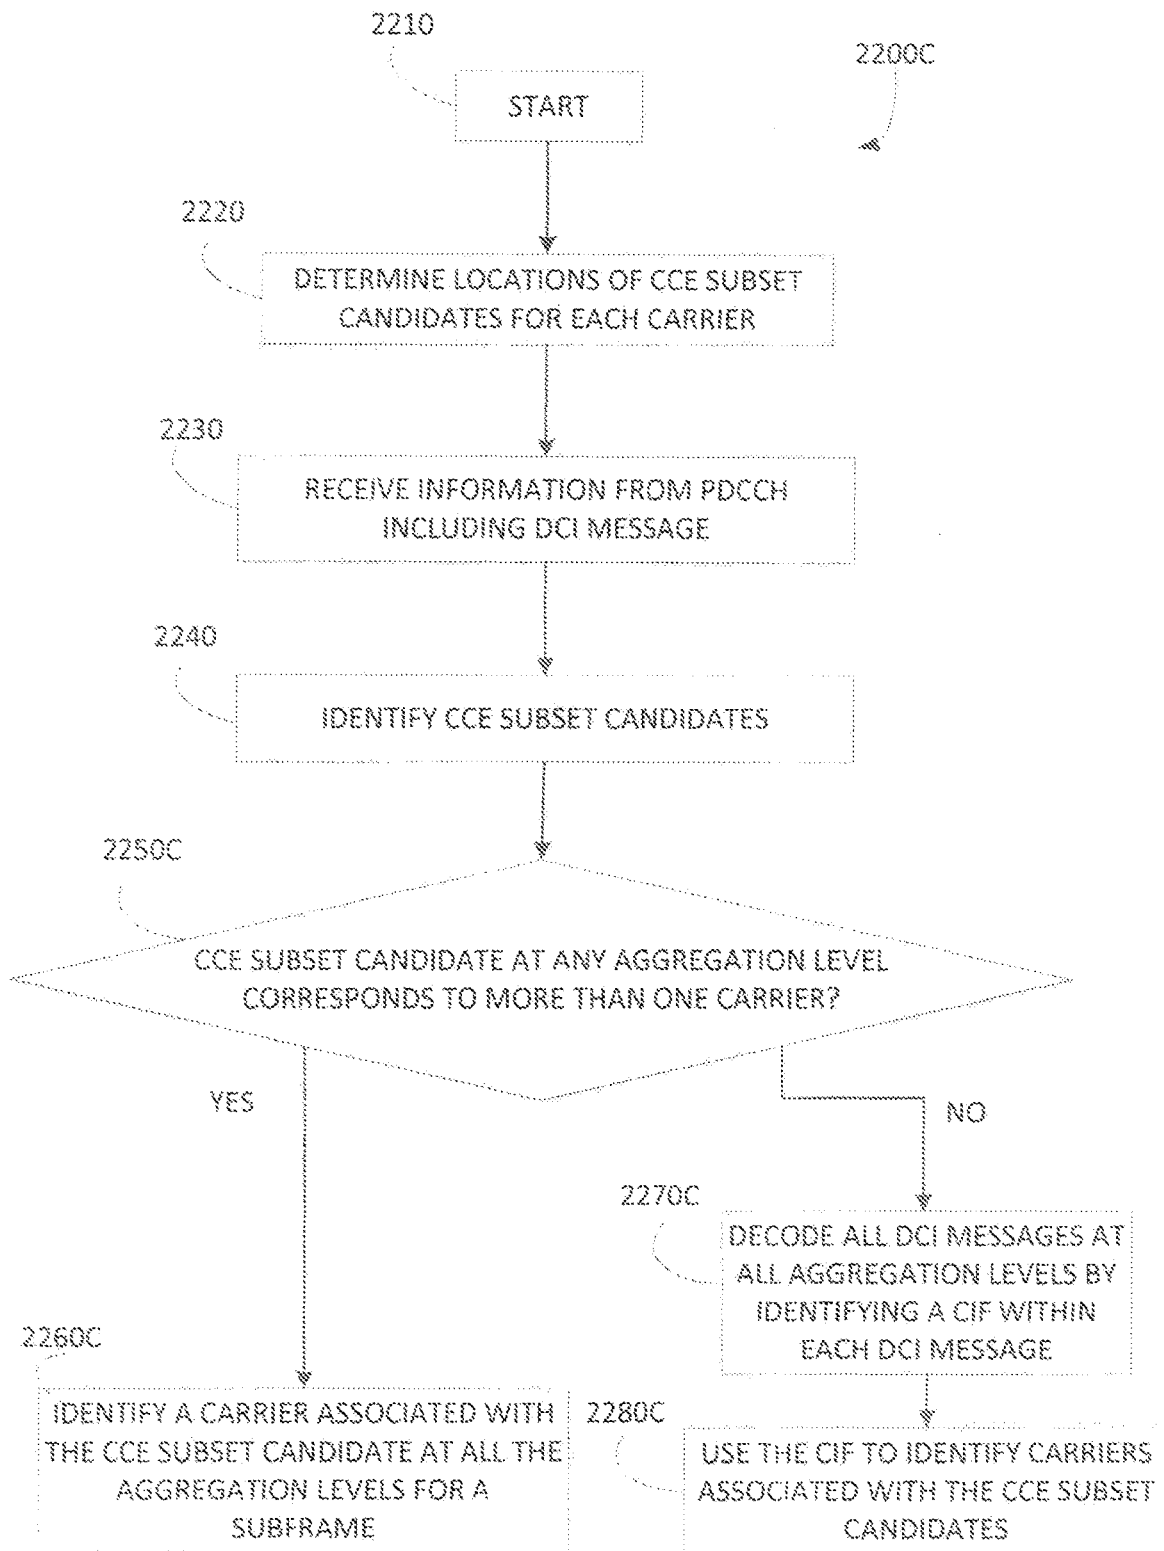 2210
2200C
START
2220
DETERMINE LOCATIONS OF CCE SUBSET
CANDIDATES FOR EACH CARRIER
2230
RECEIVE INFORMATION FROM PDCCH
INCLUDING DCI MESSAGE
2240
IDENTIFY CCE SUBSET CANDIDATES
2250C
CCE SUBSET CANDIDATE AT ANY AGGREGATION LEVEL
CORRESPONDS TO MORE THAN ONE CARRIER?
YES
NO
2270C
DECODE ALL DCI MESSAGES AT
ALL AGGREGATION LEVELS BY
IDENTIFYING A CIF WITHIN
EACH DCI MESSAGE
2260C
IDENTIFY A CARRIER ASSOCIATED WITH
THE CCE SUBSET CANDIDATE AT ALL THE
AGGREGATION LEVELS FOR A
SUBFRAME
2280C
USE THE CIF TO IDENTIFY CARRIERS
ASSOCIATED WITH THE CCE SUBSET
CANDIDATES